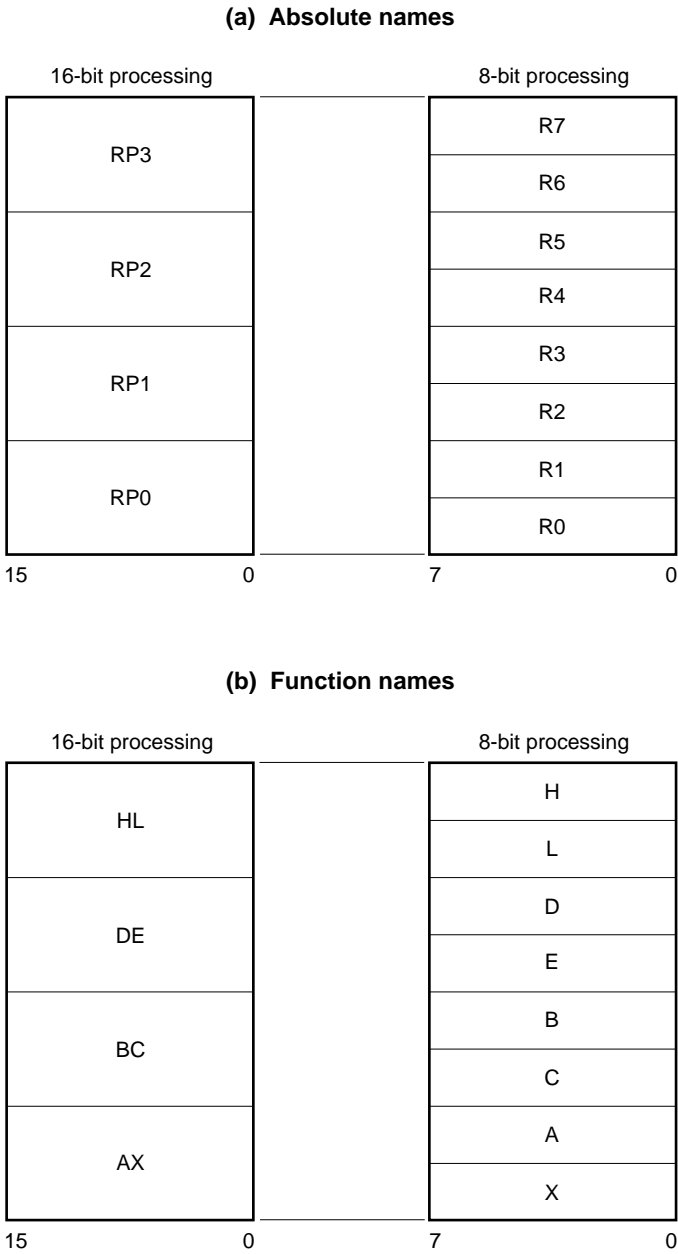 (a) Absolute names
16-bit processing 8-bit processing
R7
RP3
R6
R5
RP2
R4
R3
RP1
R2
R1
RP0
R0
15 0 7 0
(b) Function names
16-bit processing 8-bit processing
H
HL
L
D
DE
E
B
BC
C
A
AX
X
15 0 7 0